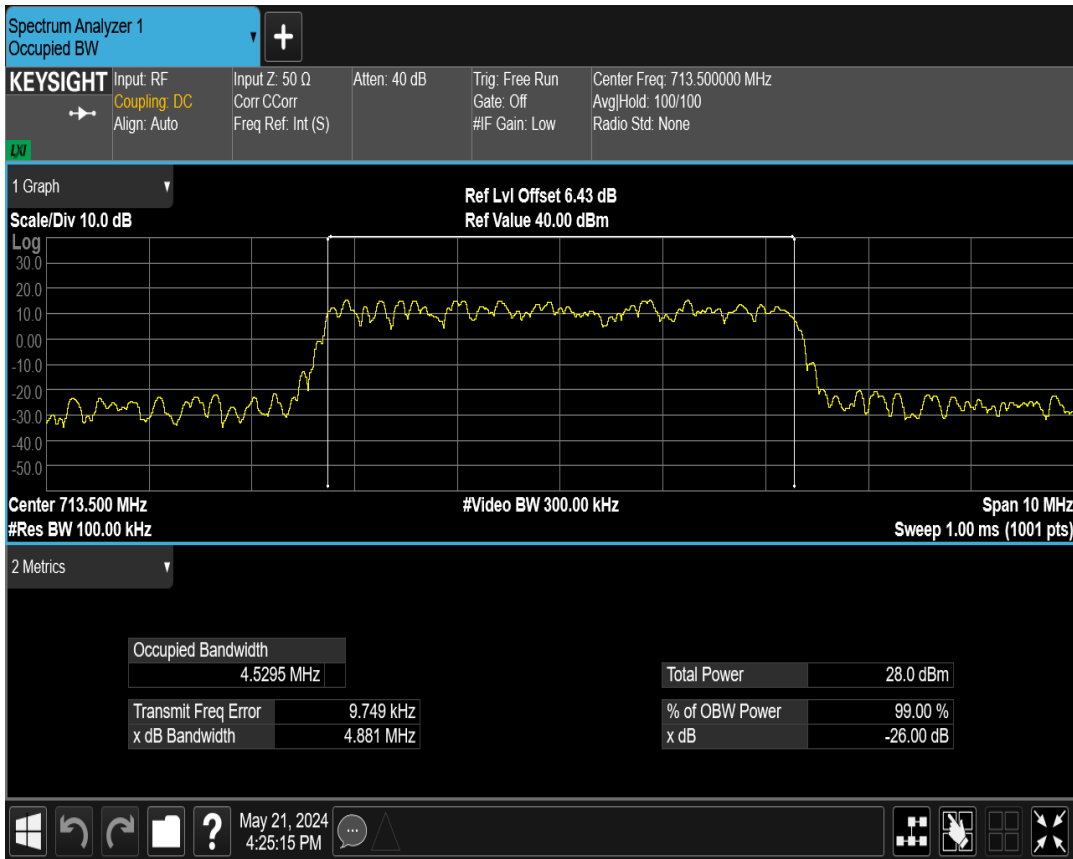 Spectrum Analyzer 1
Occupied BW
KEYSIGHT
Input: RF
Coupling: DC
Align: Auto
Input Z: 50 Ω
Corr CCorr
Freq Ref: Int (S)
Atten: 40 dB
Trig: Free Run
Gate: Off
#IF Gain: Low
Center Freq: 713.500000 MHz
Avg|Hold: 100/100
Radio Std: None
LXI
1 Graph
Scale/Div 10.0 dB
Ref Lvl Offset 6.43 dB
Ref Value 40.00 dBm
Log
30.0
20.0
10.0
0.00
-10.0
-20.0
-30.0
-40.0
-50.0
Center 713.500 MHz
#Video BW 300.00 kHz
Span 10 MHz
#Res BW 100.00 kHz
Sweep 1.00 ms (1001 pts)
2 Metrics
Occupied Bandwidth
4.5295 MHz
Total Power 28.0 dBm
Transmit Freq Error 9.749 kHz
% of OBW Power 99.00 %
x dB Bandwidth 4.881 MHz
x dB -26.00 dB
?
May 21, 2024
4:25:15 PM